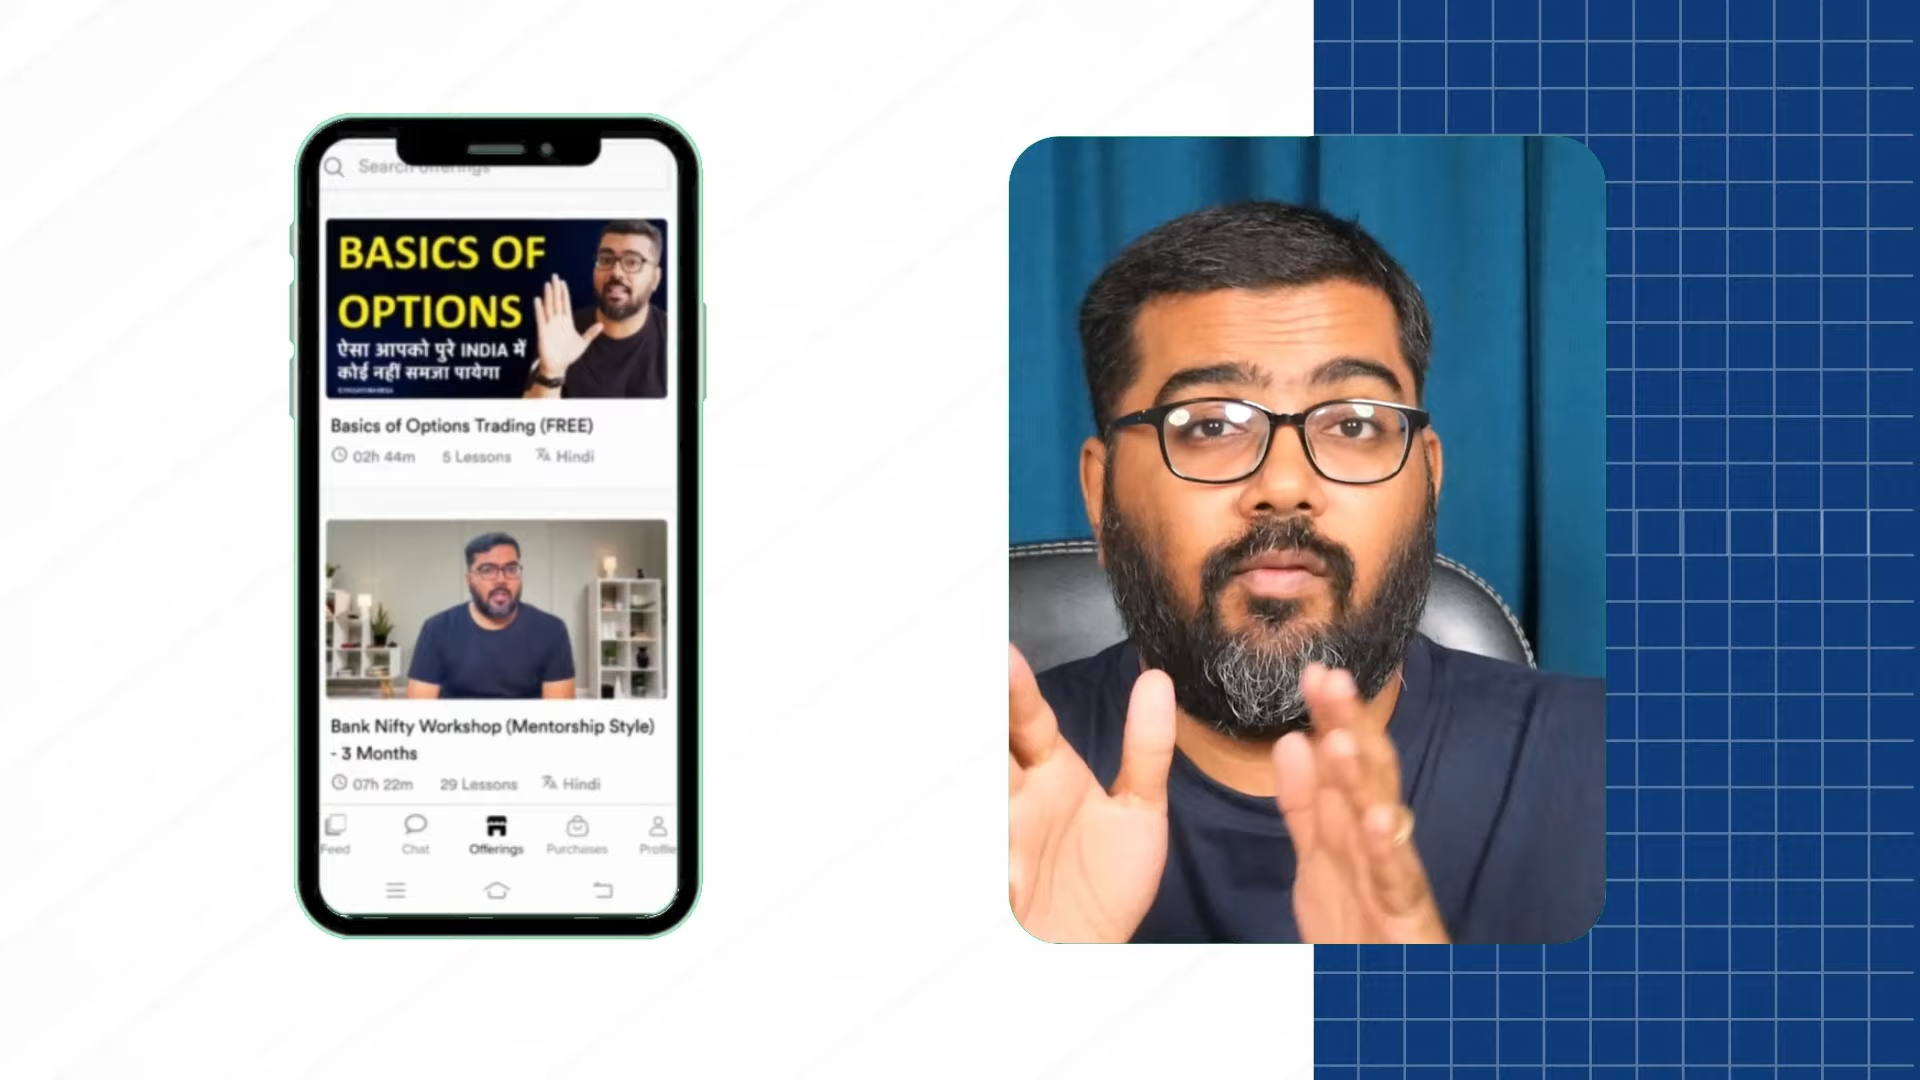 Search offerings
BASICS OF
OPTIONS
ऐसा आपको पुरे INDIA में
कोई नहीं समजा पायेगा
Basics of Options Trading (FREE)
02h 44m 5 Lessons Hindi
Bank Nifty Workshop (Mentorship Style)
- 3 Months
07h 22m 29 Lessons Hindi
Feed Chat Offerings Purchases Profile